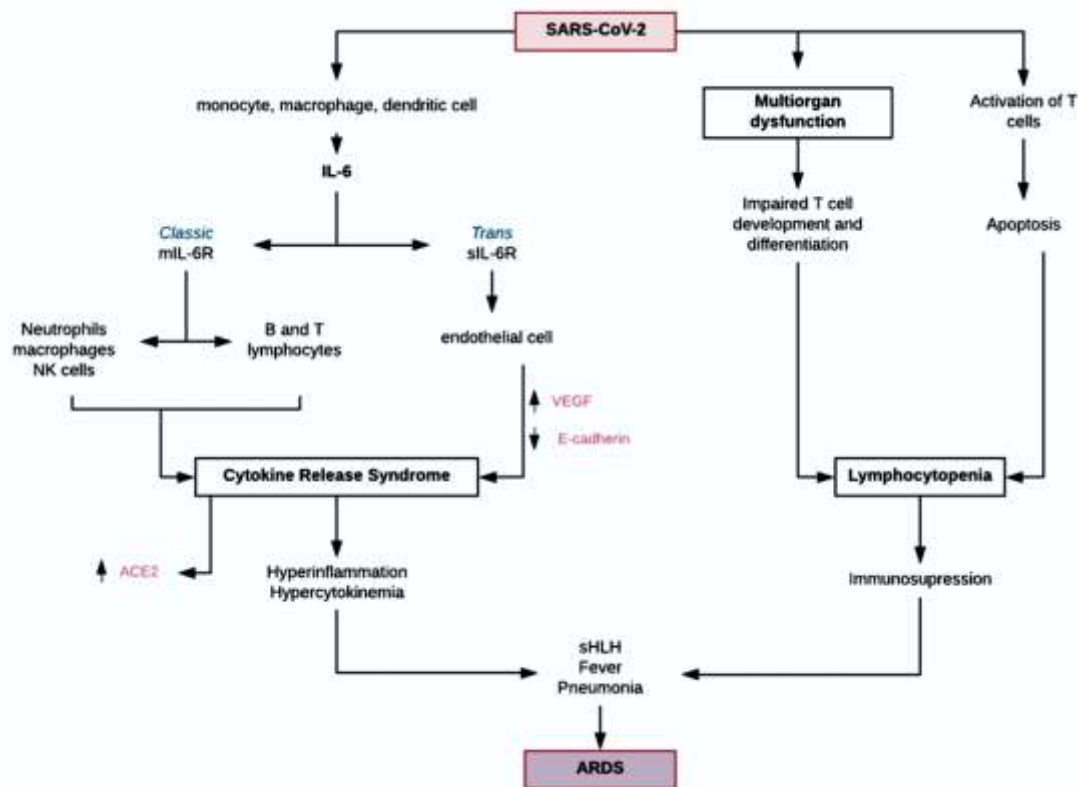 SARS-CoV-2
monocyte, macrophage, dendritic cell
Multiorgan
dysfunction
Activation of T
cells
IL-6
Classic
mIL-6R
Trans
sIL-6R
Impaired T cell
development and
differentiation
Apoptosis
Neutrophils
macrophages
NK cells
B and T
lymphocytes
endothelial cell
VEGF
E-cadherin
Cytokine Release Syndrome
Lymphocytopenia
ACE2
Hyperinflammation
Hypercytokinemia
Immunosupression
sHLH
Fever
Pneumonia
ARDS